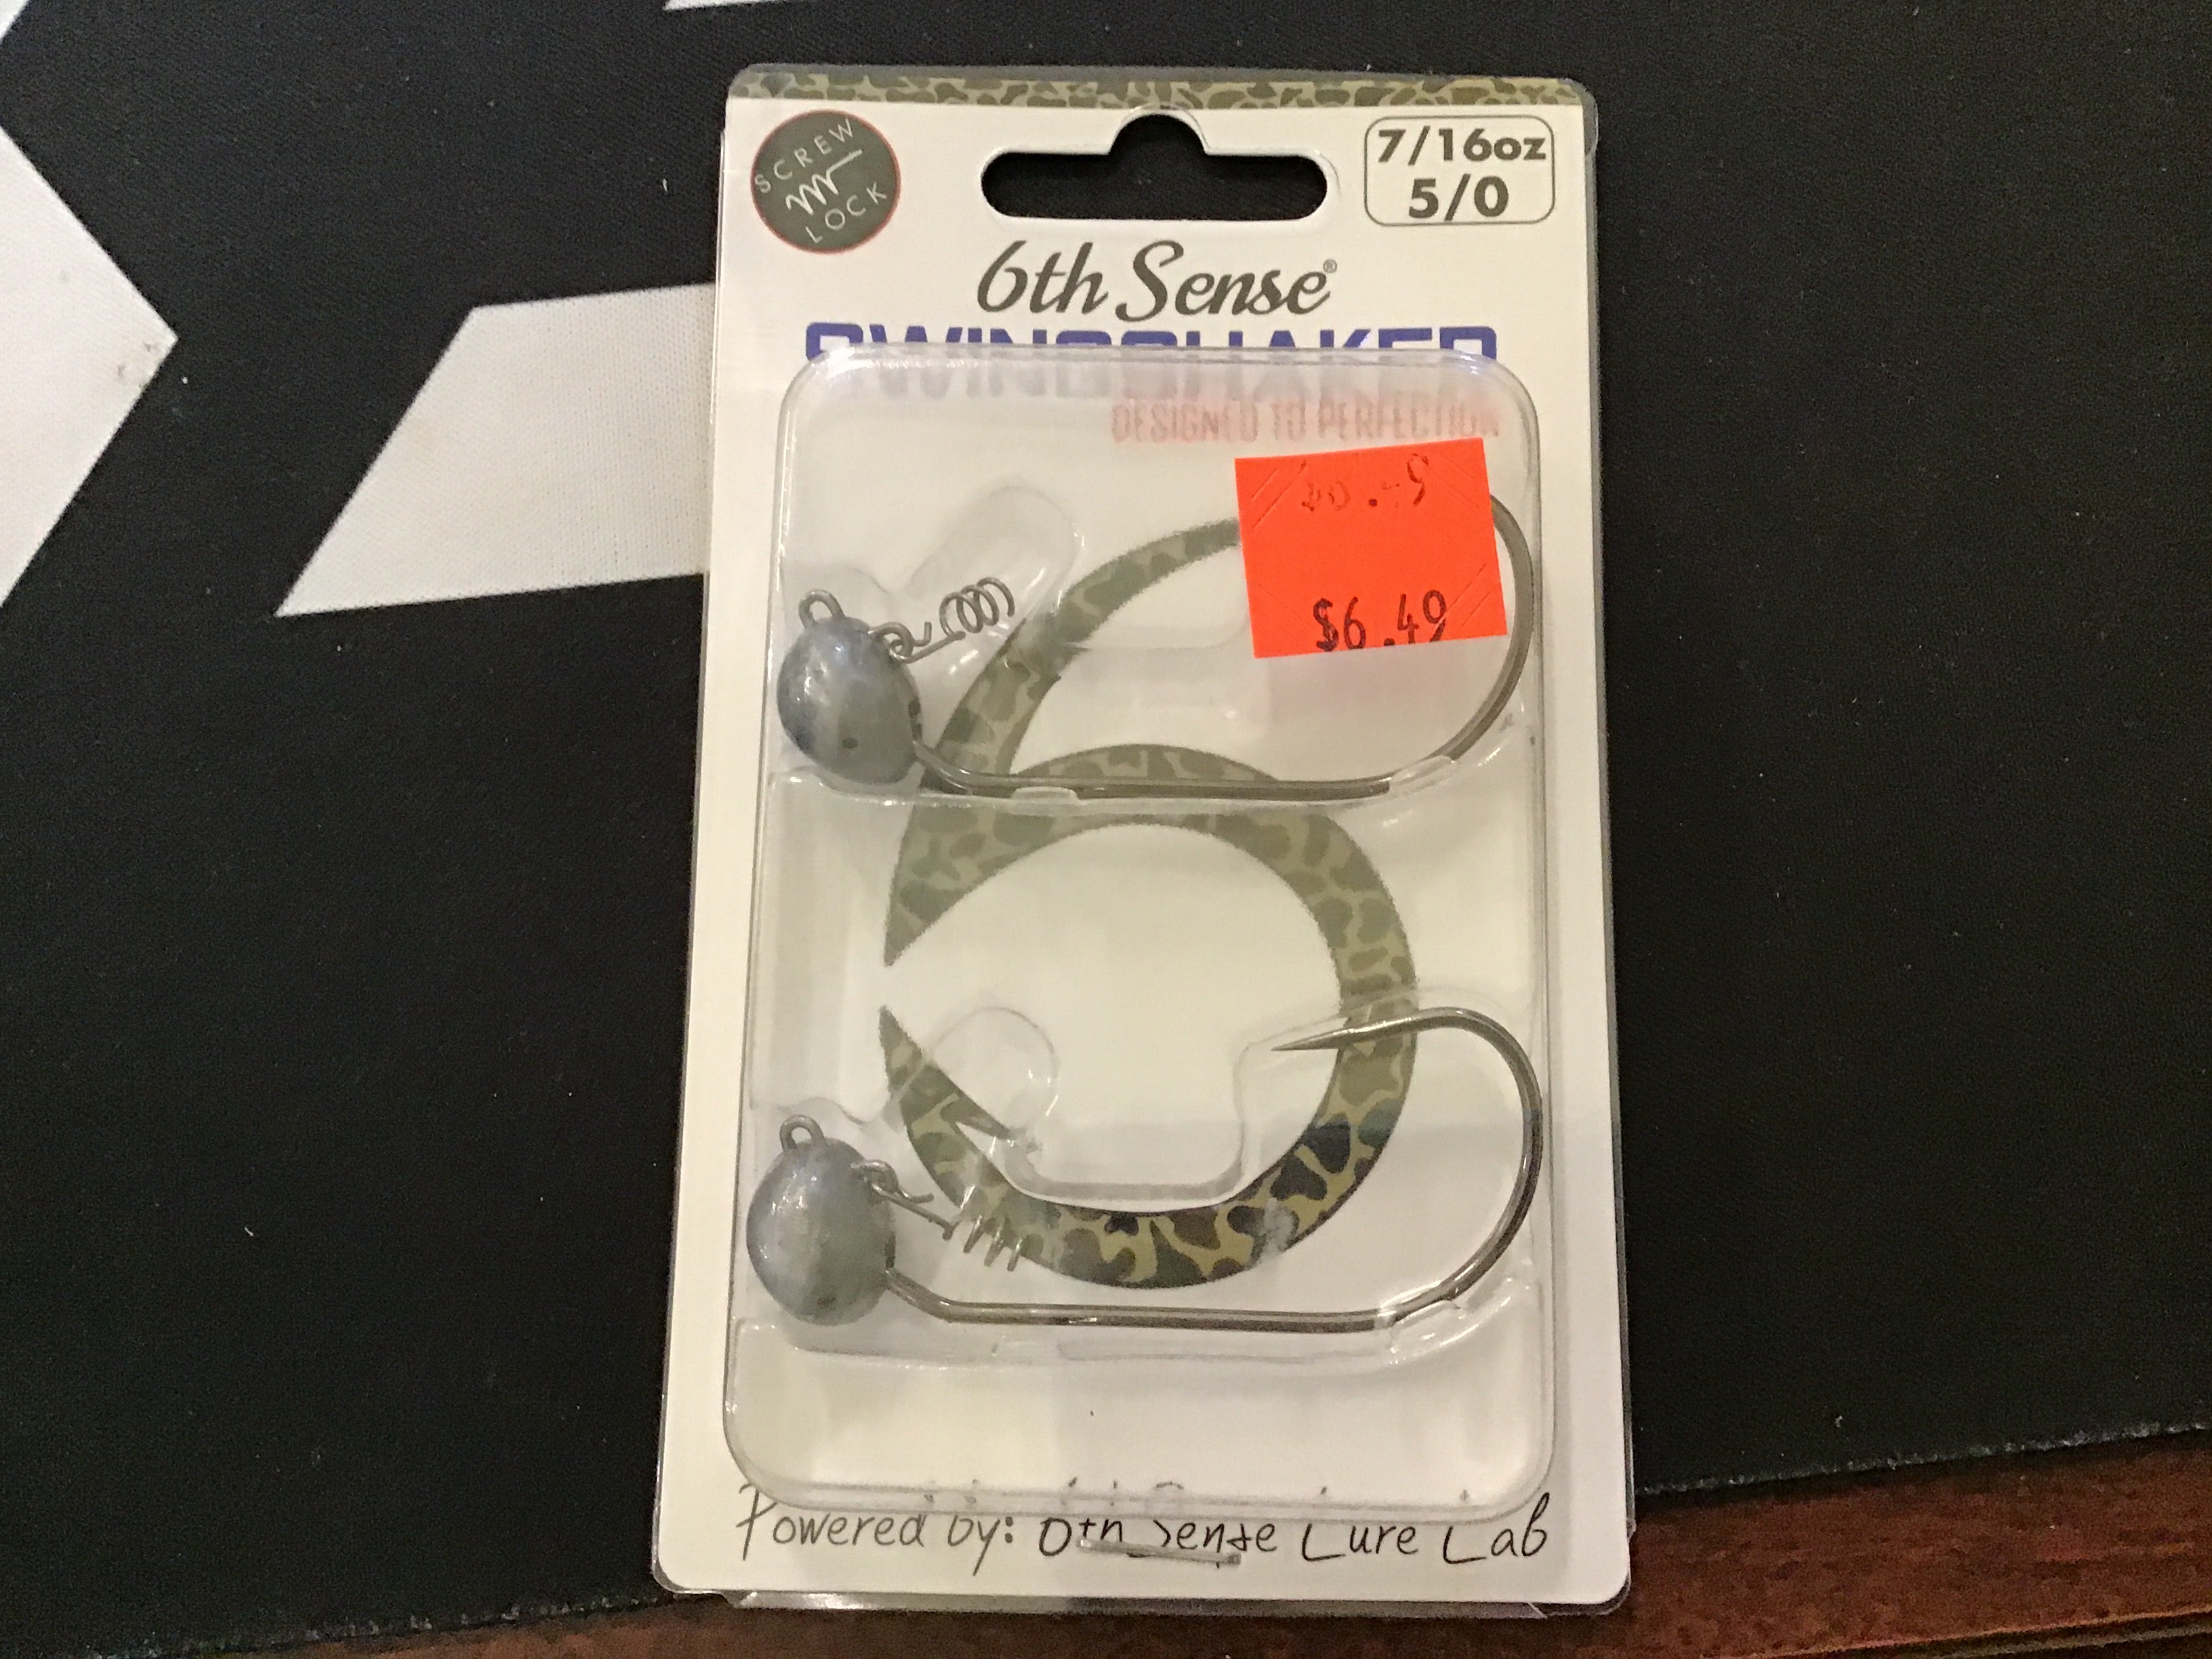 SCREW
LOCK
7/16oz
5/0
6th Sense®
SWINGSHAKER
DESIGNED TO PERFECTION
$6.49
Powered by: 6th Sense Lure Lab